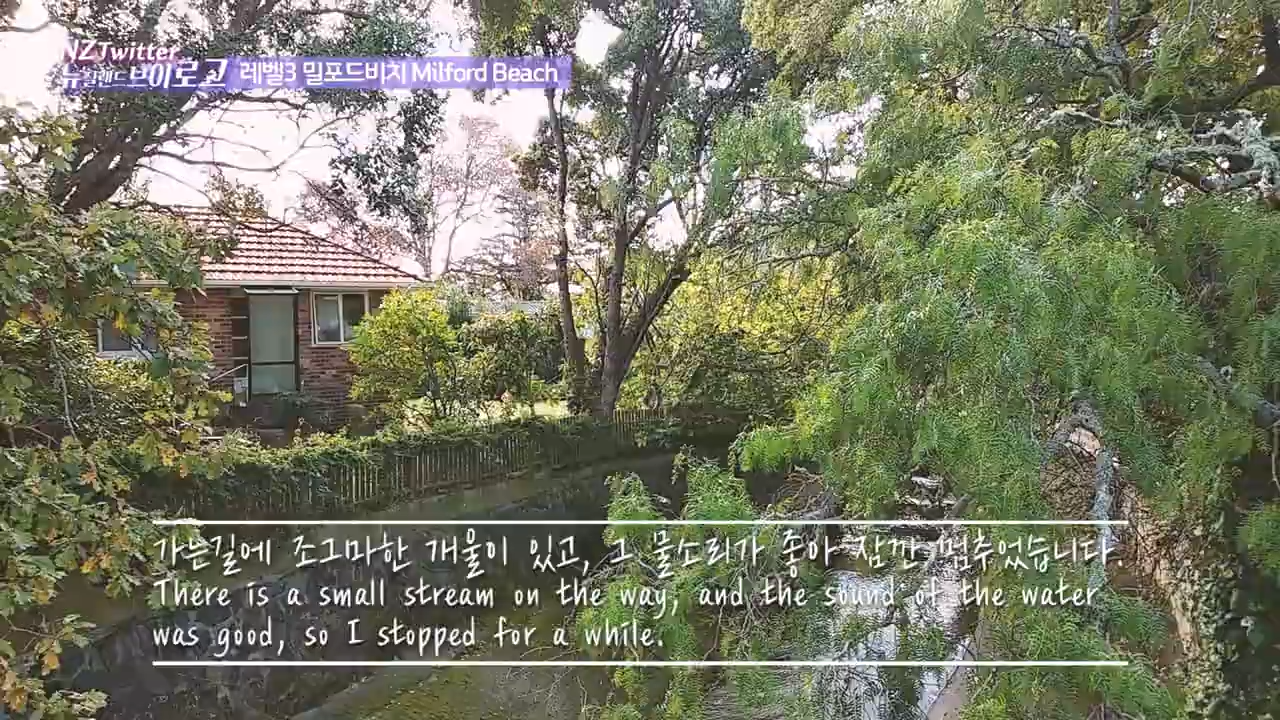 NZTwitter
뉴질랜드 브이로그 레벨3 밀포드비치 Milford Beach
가는길에 조그마한 개울이 있고, 그 물소리가 좋아 잠깐 멈추었습니다.
There is a small stream on the way, and the sound of the water
was good, so I stopped for a while.